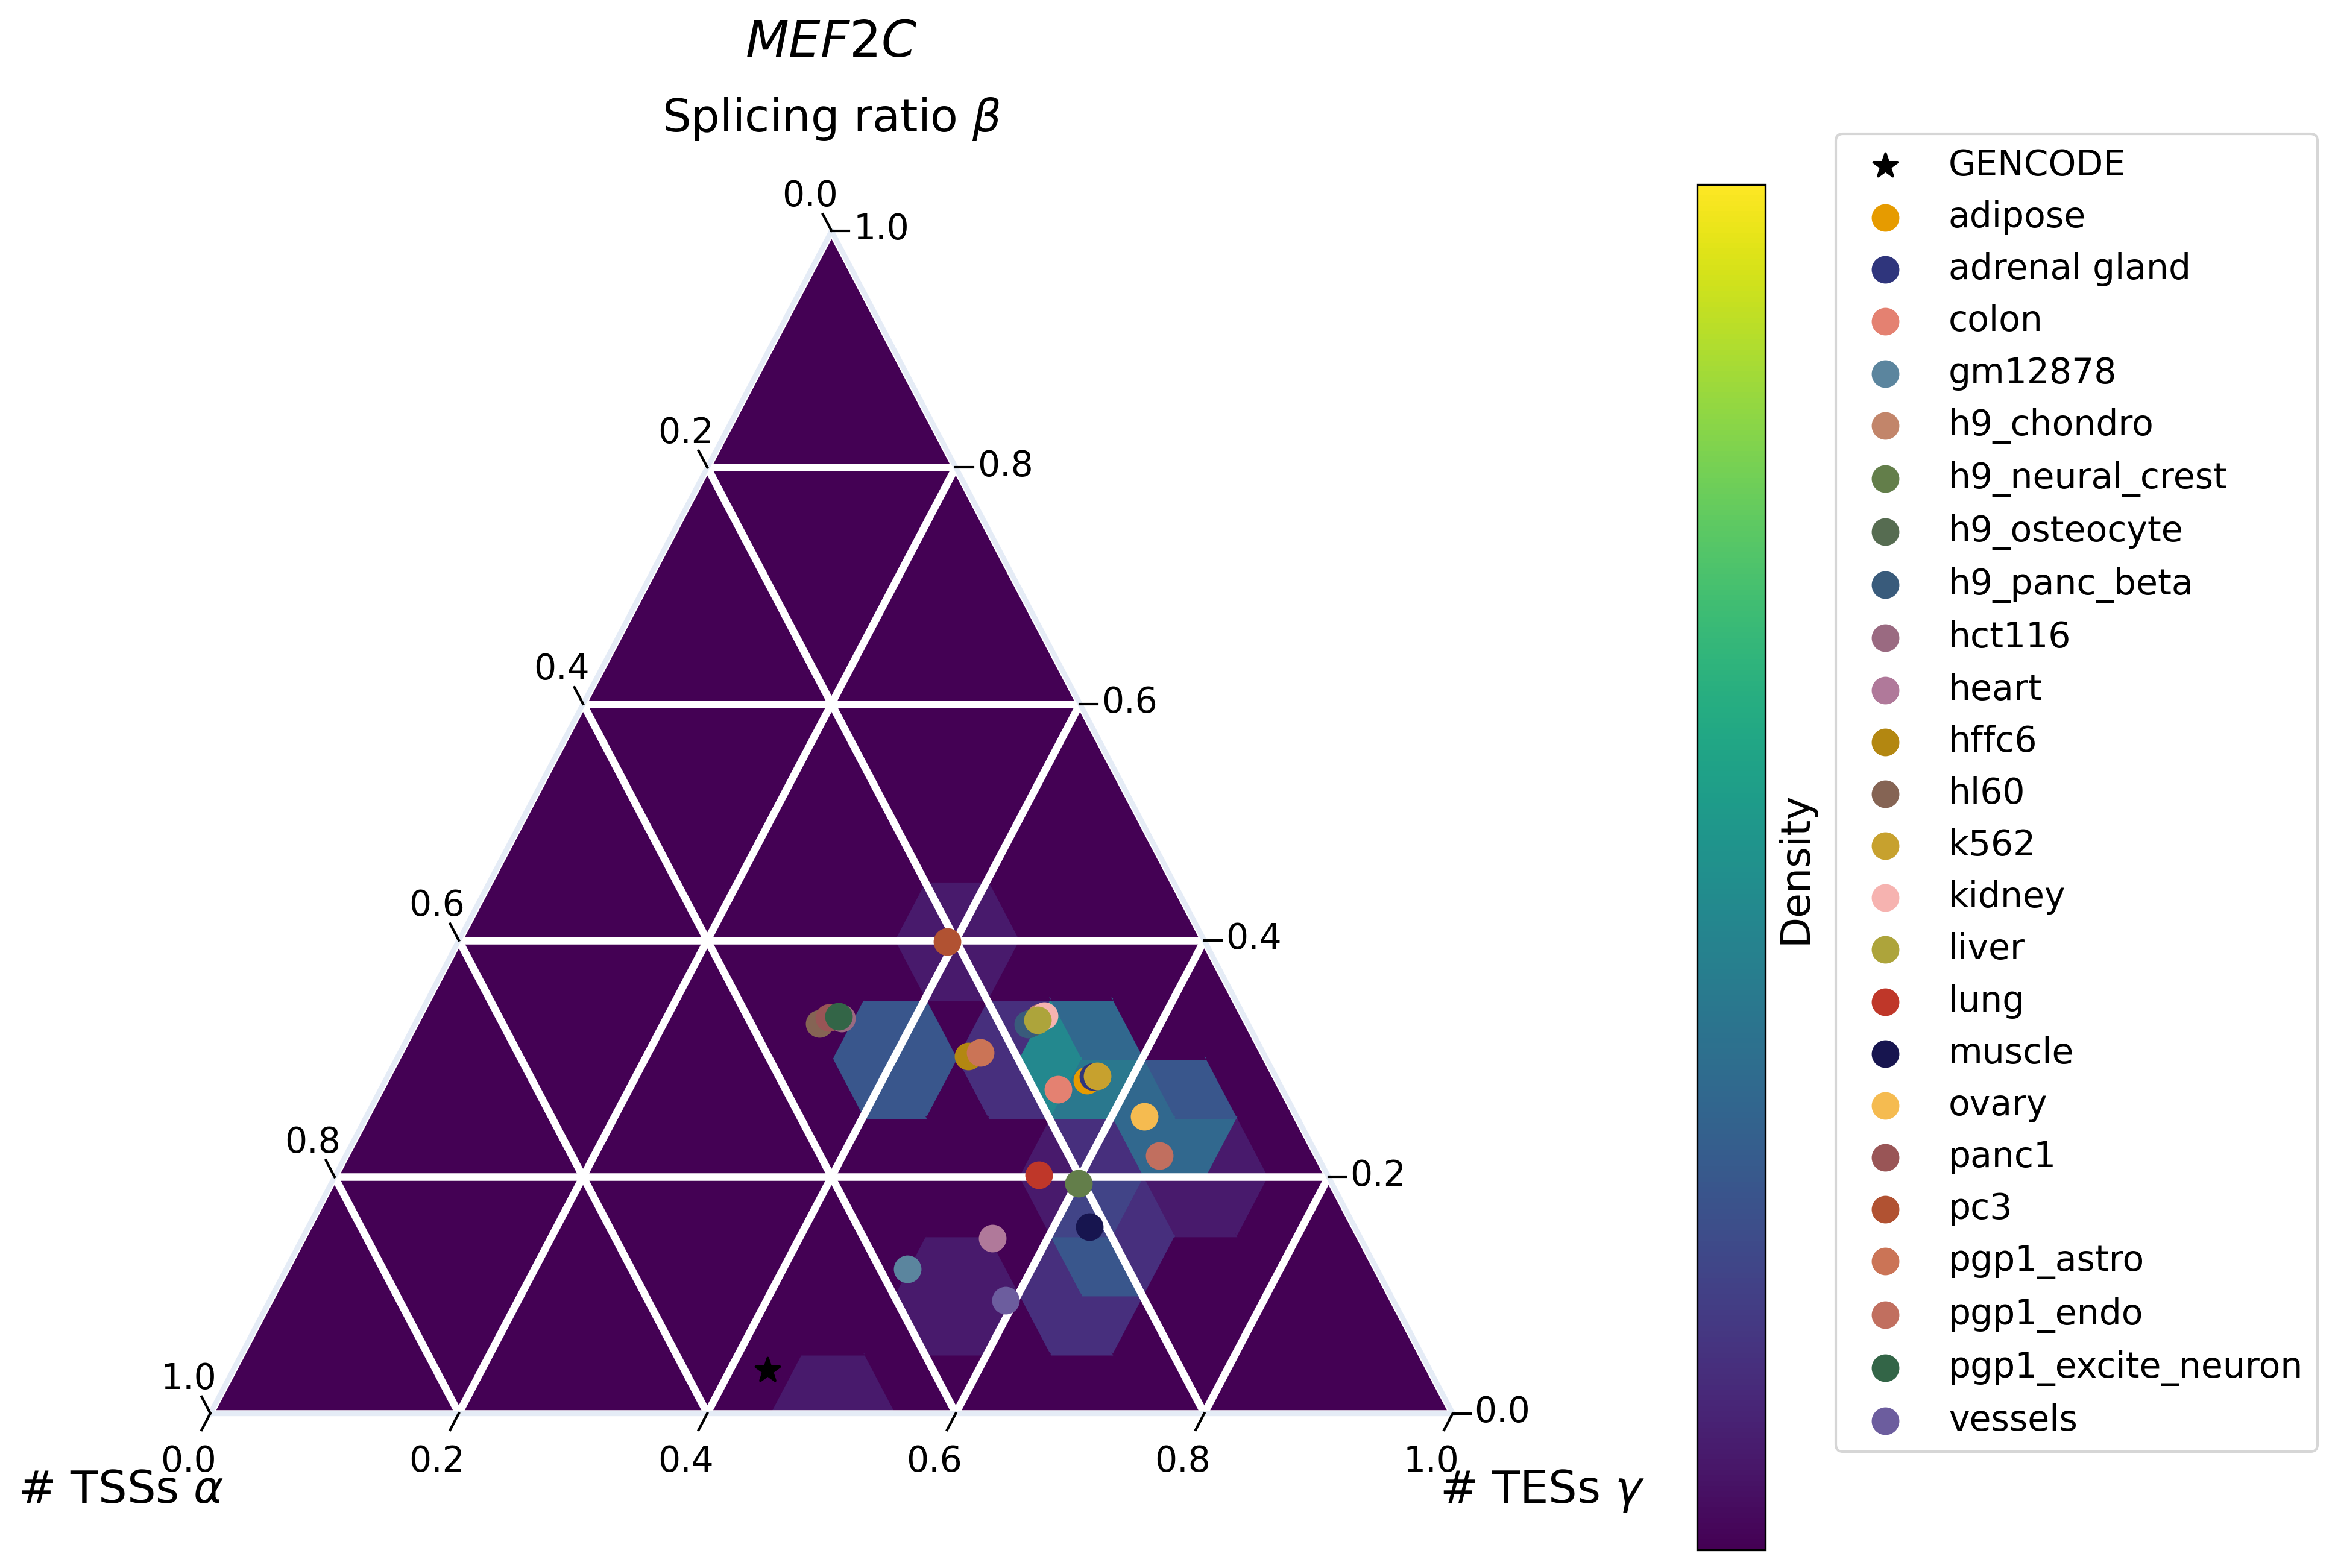 MEF2C
Splicing ratio β
0.0
1.0
0.2
0.8
0.4
0.6
0.6
0.4
0.8
0.2
1.0
0.0
0.0
0.2
0.4
0.6
0.8
1.0
# TSSs α
# TESs γ
Density
GENCODE
adipose
adrenal gland
colon
gm12878
h9_chondro
h9_neural_crest
h9_osteocyte
h9_panc_beta
hct116
heart
hffc6
hl60
k562
kidney
liver
lung
muscle
ovary
panc1
pc3
pgp1_astro
pgp1_endo
pgp1_excite_neuron
vessels